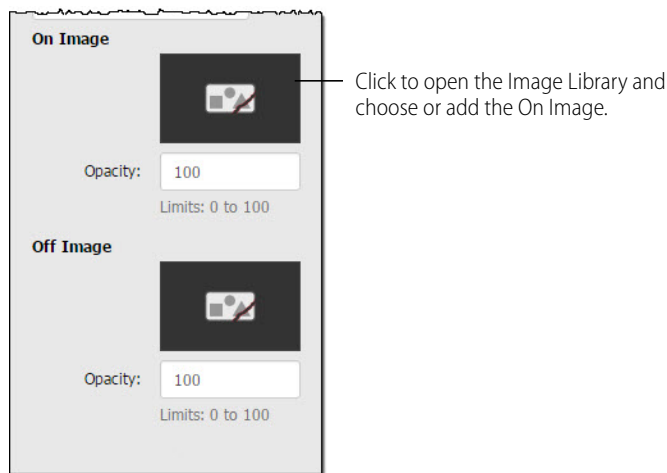 On Image
Click to open the Image Library and
choose or add the On Image.
Opacity: 100
Limits: 0 to 100
Off Image
Opacity: 100
Limits: 0 to 100